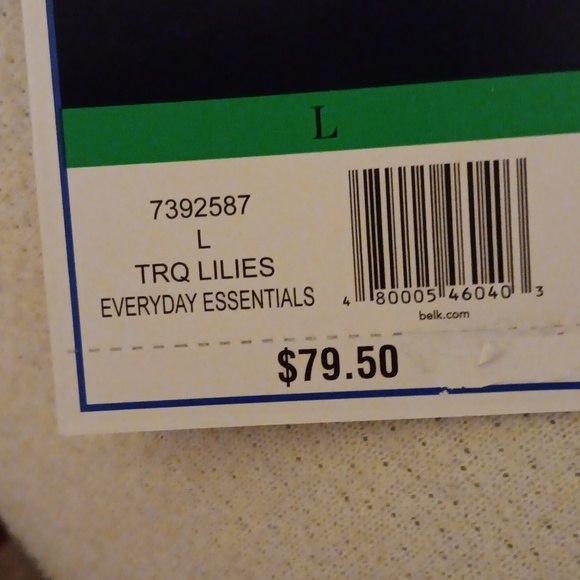 L
7392587
L
TRQ LILIES
EVERYDAY ESSENTIALS
4 80005 46040 3
belk.com
$79.50